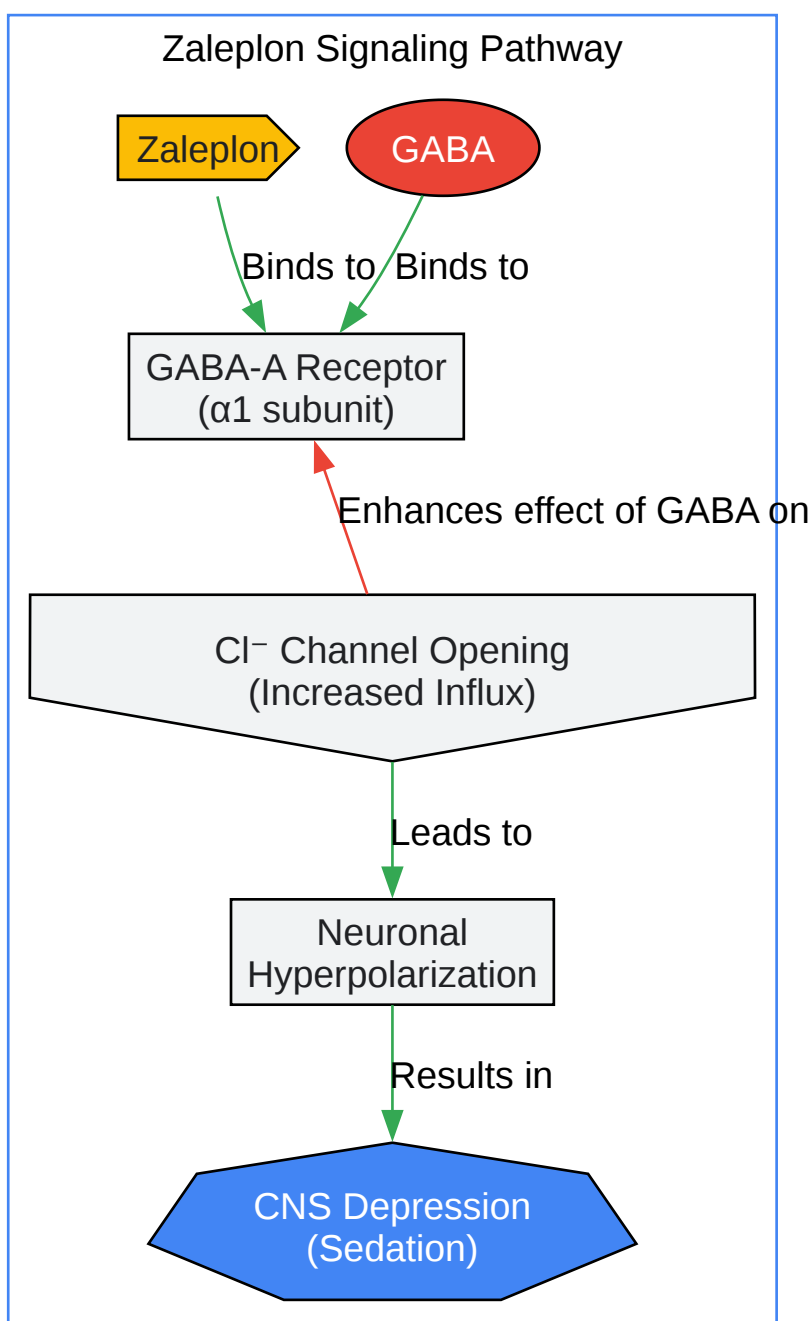 Zaleplon Signaling Pathway
Zaleplon
GABA
Binds to
Binds to
GABA-A Receptor
(α1 subunit)
Enhances effect of GABA on
Cl⁻ Channel Opening
(Increased Influx)
Leads to
Neuronal
Hyperpolarization
Results in
CNS Depression
(Sedation)